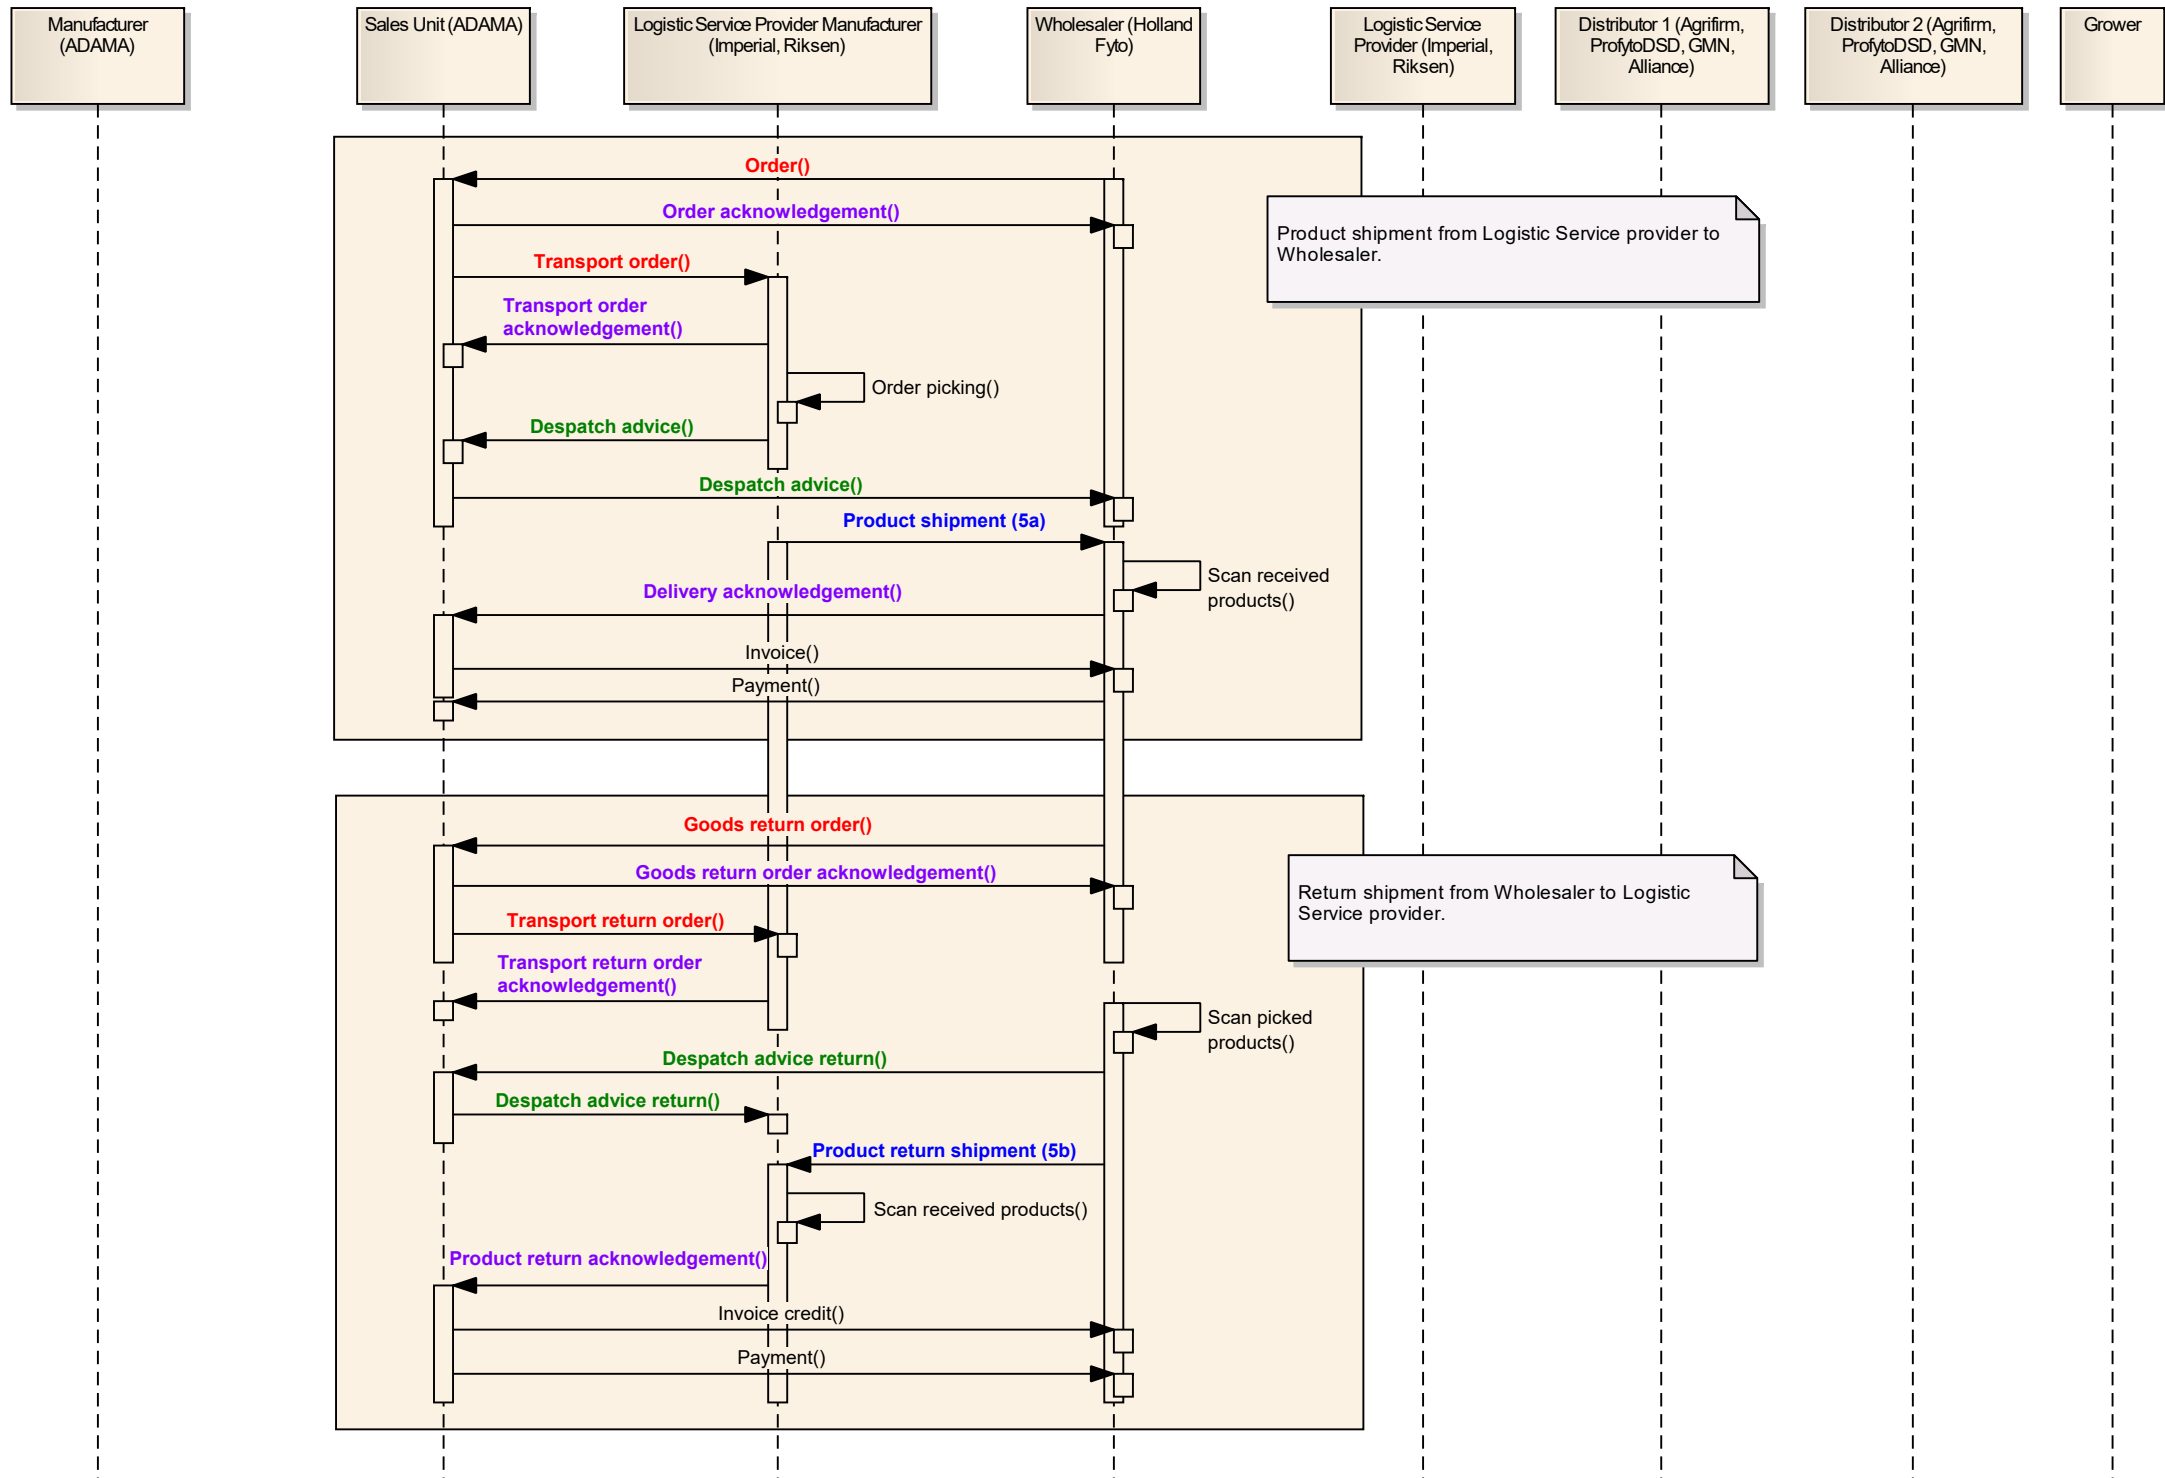 Manufacturer
(ADAMA)
Sales Unit (ADAMA)
Logistic Service Provider Manufacturer
(Imperial, Riksen)
Wholesaler (Holland
Fyto)
Logistic Service
Provider (Imperial,
Riksen)
Distributor 1 (Agrifirm,
ProfytoDSD, GMN,
Alliance)
Distributor 2 (Agrifirm,
ProfytoDSD, GMN,
Alliance)
Grower
Order()
Order acknowledgement()
Product shipment from Logistic Service provider to
Wholesaler.
Transport order()
Transport order
acknowledgement()
Order picking()
Despatch advice()
Despatch advice()
Product shipment (5a)
Scan received
products()
Delivery acknowledgement()
Invoice()
Payment()
Goods return order()
Goods return order acknowledgement()
Return shipment from Wholesaler to Logistic
Service provider.
Transport return order()
Transport return order
acknowledgement()
Scan picked
products()
Despatch advice return()
Despatch advice return()
Product return shipment (5b)
Scan received products()
Product return acknowledgement()
Invoice credit()
Payment()